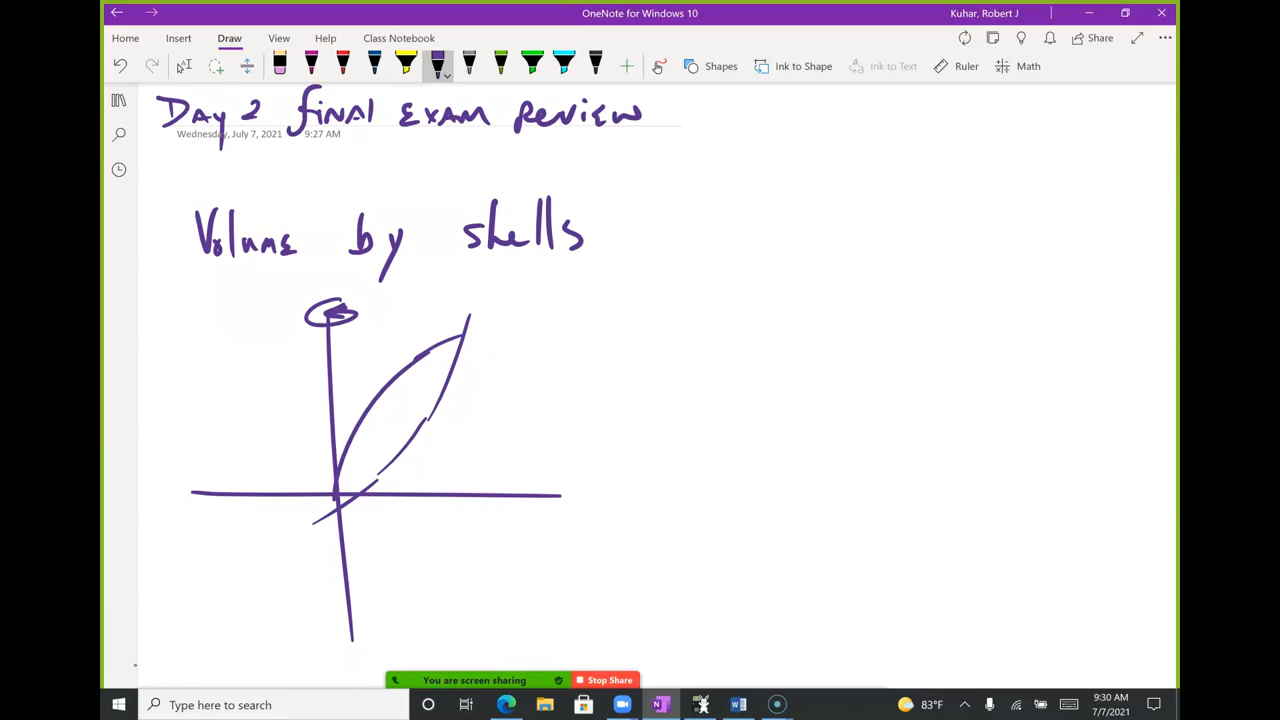 OneNote for Windows 10
Kuhar, Robert J
Home Insert Draw View Help Class Notebook
Share
Shapes Ink to Shape Ink to Text Ruler Math
Day 2 final Exam Review
Wednesday, July 7, 2021 9:27 AM
Volume by shells
You are screen sharing Stop Share
Type here to search
83°F
9:30 AM
7/7/2021